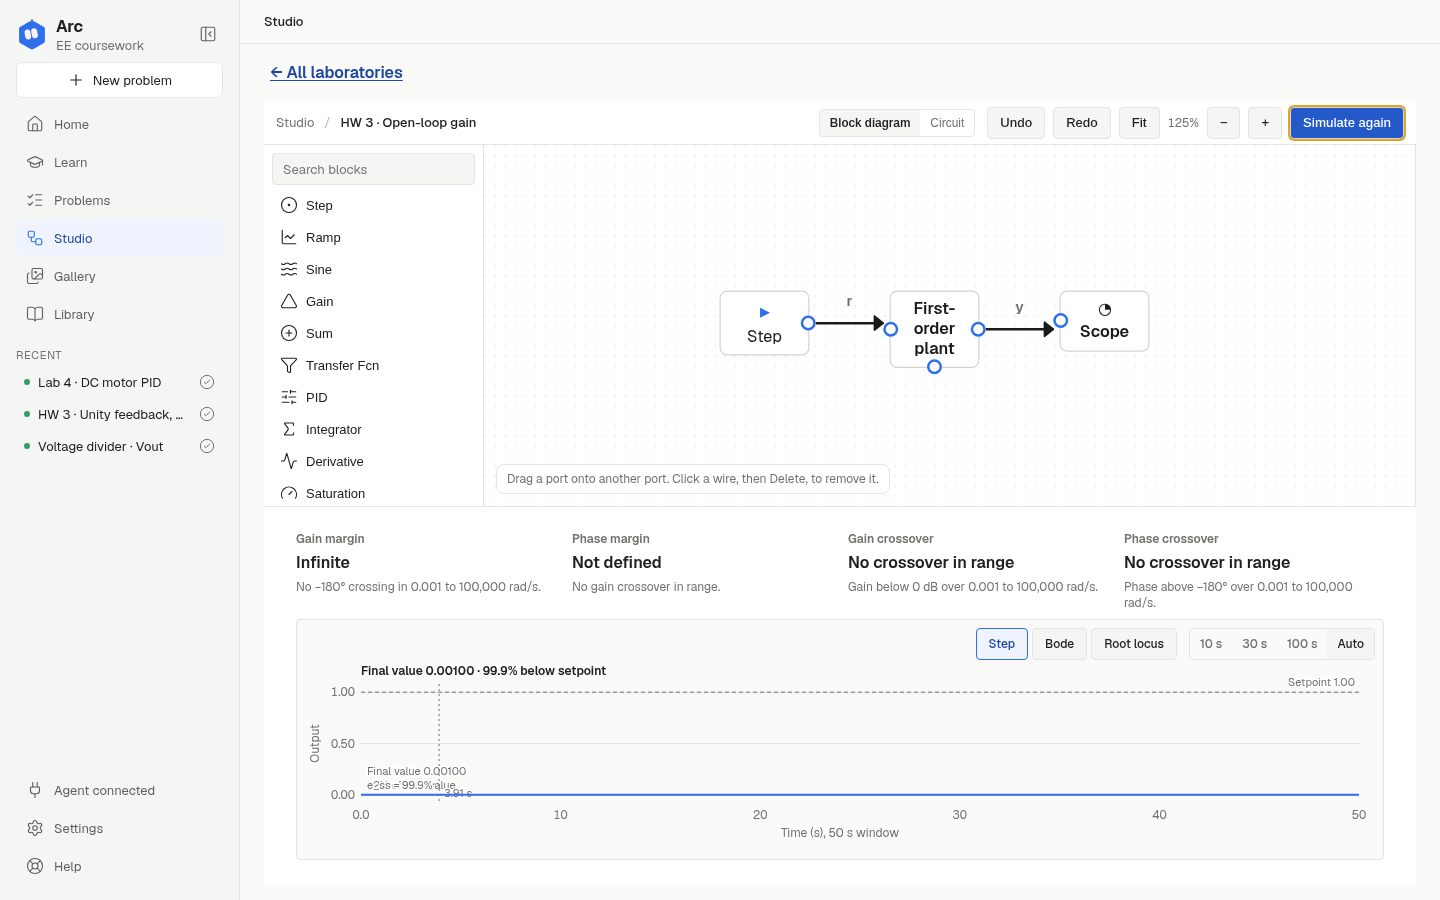 Arc
EE coursework
New problem
Home
Learn
Problems
Studio
Gallery
Library
RECENT
Lab 4 · DC motor PID
HW 3 · Unity feedback, ...
Voltage divider · Vout
Agent connected
Settings
Help
Studio
← All laboratories
Studio / HW 3 · Open-loop gain
Block diagram Circuit
Undo
Redo
Fit
125%
−
+
Simulate again
Search blocks
Step
Ramp
Sine
Gain
Sum
Transfer Fcn
PID
Integrator
Derivative
Saturation
Step
r
First-
order
plant
y
Scope
Drag a port onto another port. Click a wire, then Delete, to remove it.
Gain margin
Infinite
No −180° crossing in 0.001 to 100,000 rad/s.
Phase margin
Not defined
No gain crossover in range.
Gain crossover
No crossover in range
Gain below 0 dB over 0.001 to 100,000 rad/s.
Phase crossover
No crossover in range
Phase above −180° over 0.001 to 100,000
rad/s.
Step Bode Root locus
10 s 30 s 100 s Auto
Final value 0.00100 · 99.9% below setpoint
Setpoint 1.00
1.00
0.50
0.00
Output
Final value 0.00100
3.91 s
0.0 10 20 30 40 50
Time (s), 50 s window